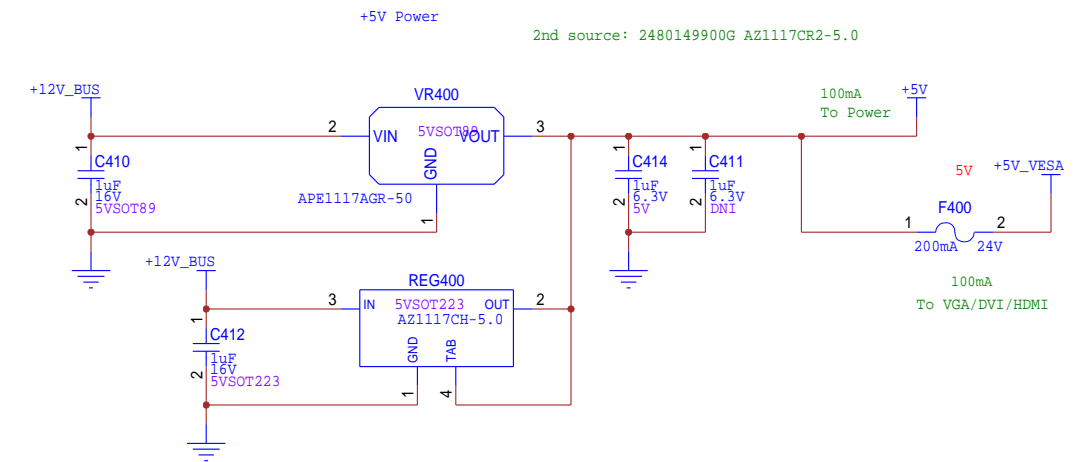 +5V Power
2nd source: 2480149900G AZ1117CR2-5.0
+12V_BUS
VR400
100mA
To Power
+5V
2
VIN
5VSOT89
VOUT
3
GND
1
APE1117AGR-50
1
C410
1uF
16V
2
5VSOT89
1
C414
1uF
6.3V
2
5V
1
C411
1uF
6.3V
2
DNI
5V
+5V_VESA
F400
1
2
200mA
24V
100mA
To VGA/DVI/HDMI
+12V_BUS
REG400
3
IN
5VSOT223
OUT
2
AZ1117CH-5.0
GND
TAB
1
4
1
C412
1uF
16V
2
5VSOT223